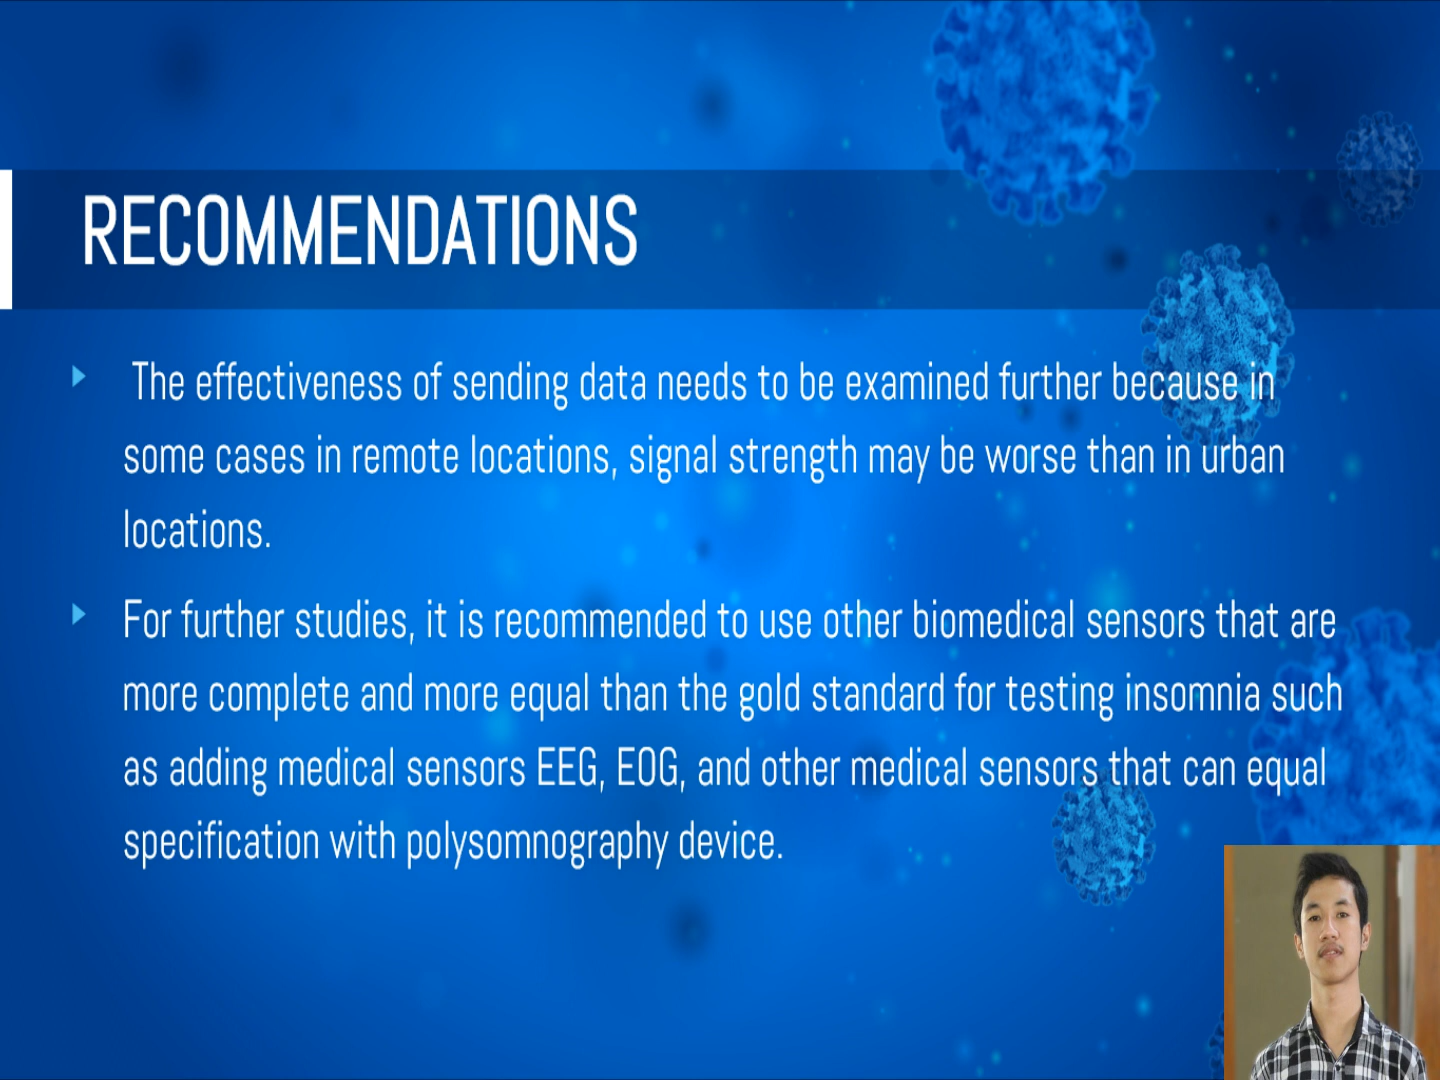 RECOMMENDATIONS
The effectiveness of sending data needs to be examined further because in
some cases in remote locations, signal strength may be worse than in urban
locations.
For further studies, it is recommended to use other biomedical sensors that are
more complete and more equal than the gold standard for testing insomnia such
as adding medical sensors EEG, EOG, and other medical sensors that can equal
specification with polysomnography device.